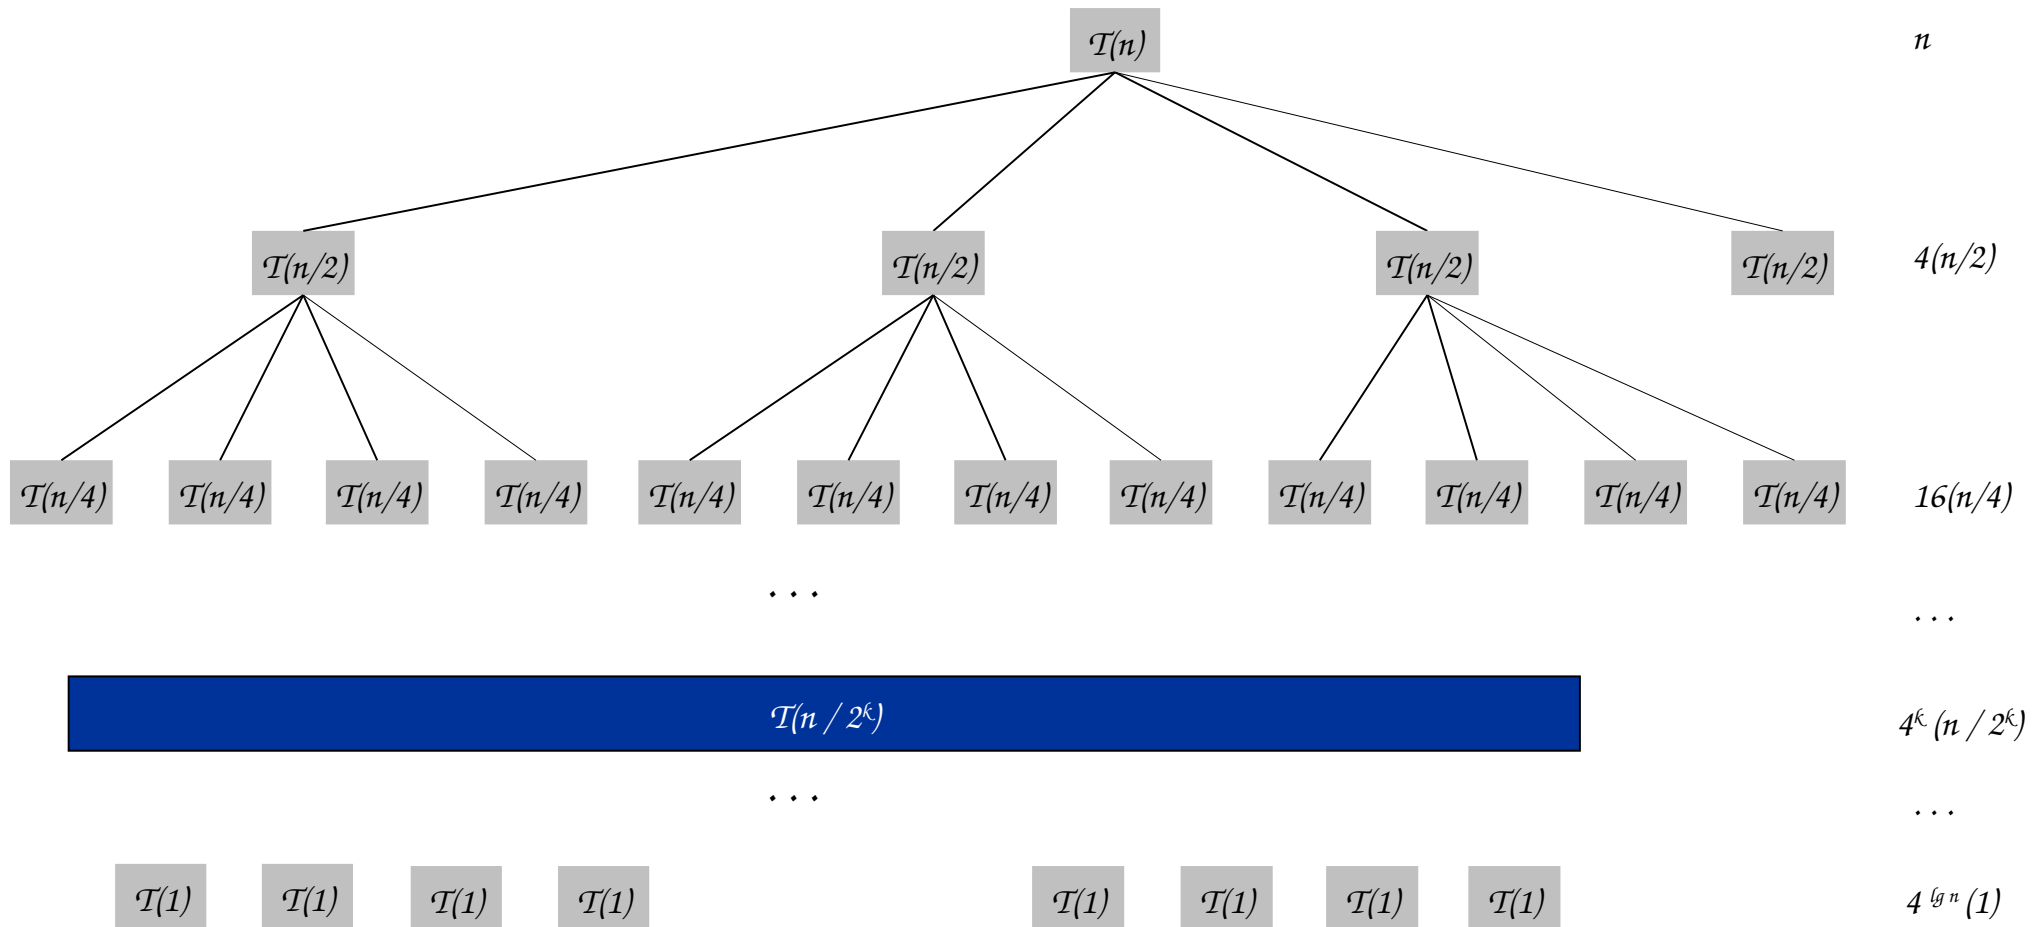 T(n) n
T(n/2) T(n/2) T(n/2) T(n/2) 4(n/2)
T(n/4) T(n/4) T(n/4) T(n/4) T(n/4) T(n/4) T(n/4) T(n/4) T(n/4) T(n/4) T(n/4) T(n/4) 16(n/4)
. . . . . .
T(n / 2ᵏ) 4ᵏ (n / 2ᵏ)
. . . . . .
T(1) T(1) T(1) T(1) T(1) T(1) T(1) T(1) 4 ˡᵍ ⁿ (1)